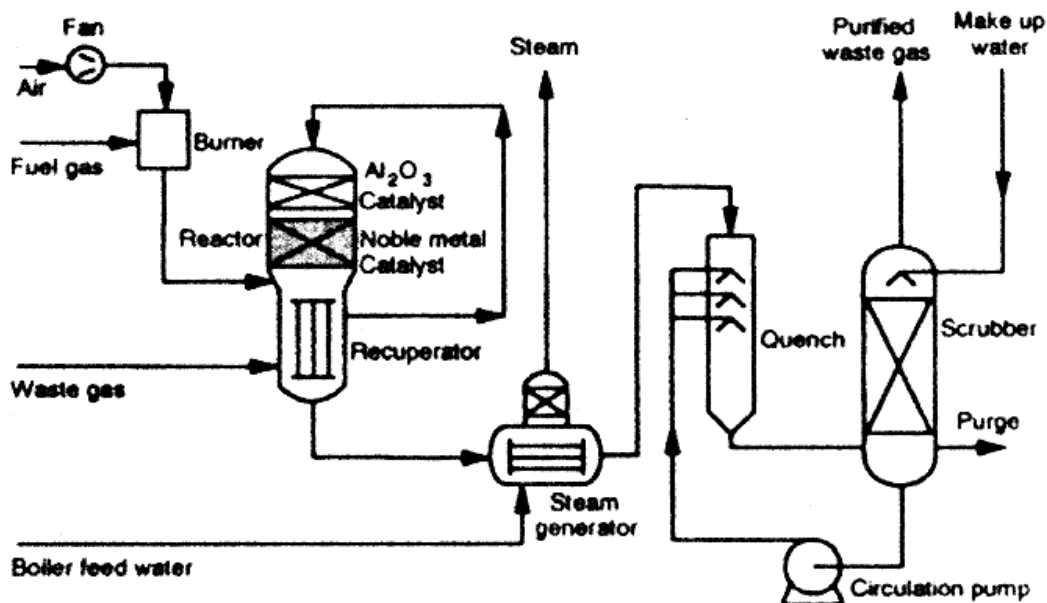 Fan
Air
Burner
Fuel gas
Steam
Purified
waste gas
Make up
water
Al₂O₃
Catalyst
Reactor
Noble metal
Catalyst
Recuperator
Waste gas
Quench
Scrubber
Purge
Steam
generator
Boiler feed water
Circulation pump